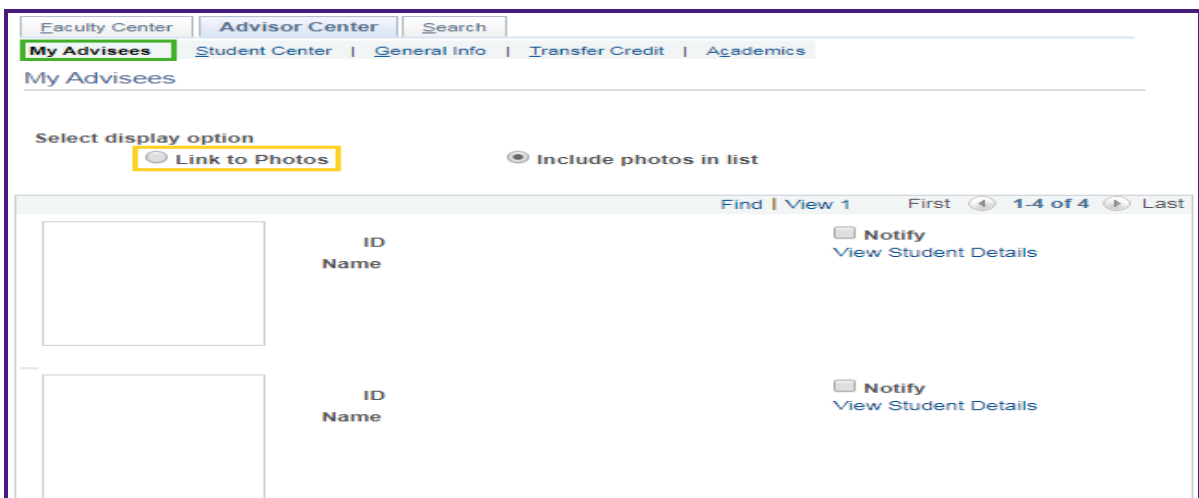 Faculty Center Advisor Center Search
My Advisees Student Center | General Info | Transfer Credit | Academics
My Advisees
Select display option
Link to Photos Include photos in list
Find | View 1 First 1-4 of 4 Last
ID
Name
Notify
View Student Details
ID
Name
Notify
View Student Details